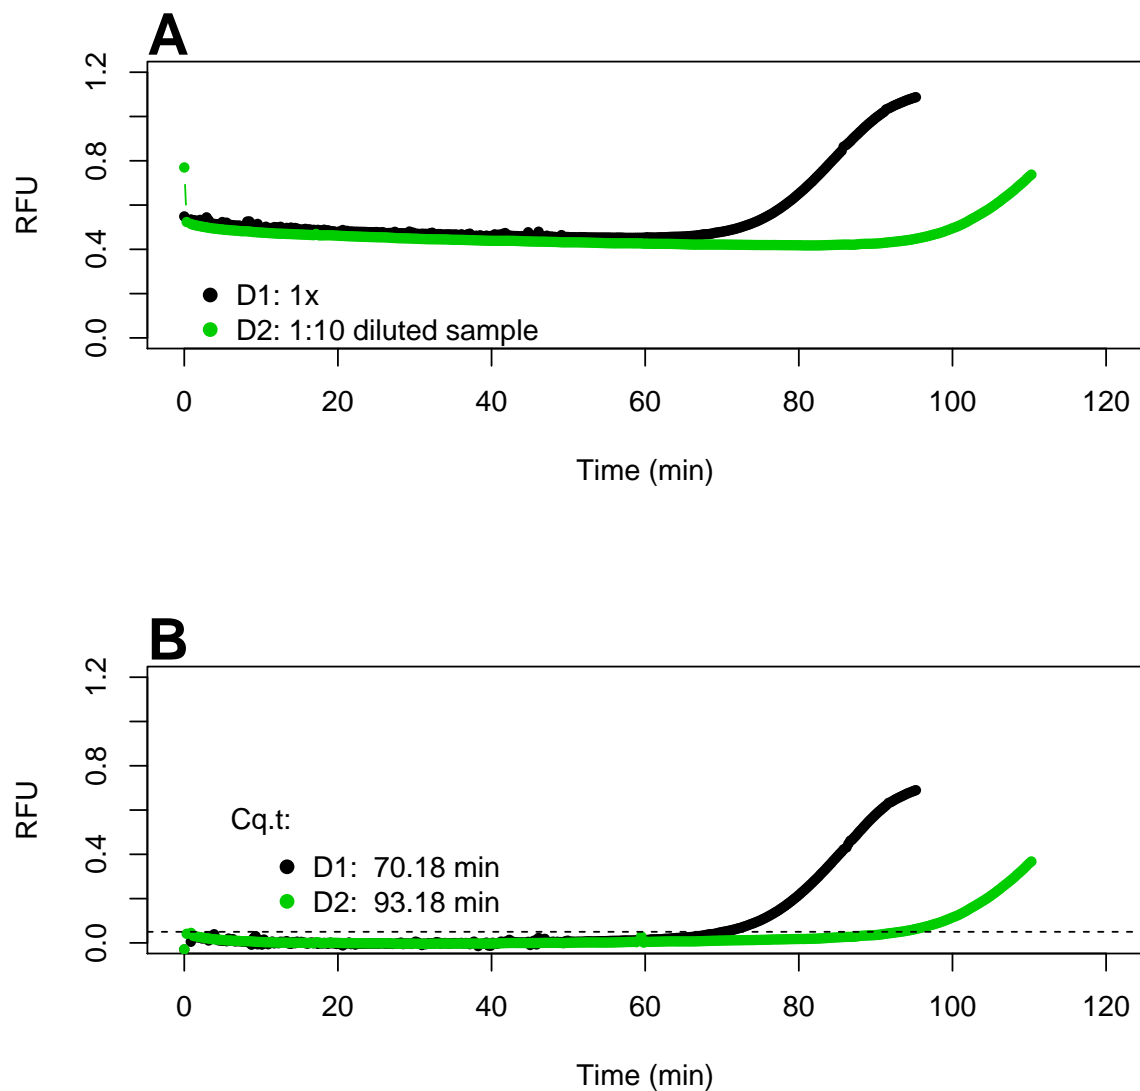 A
1.2
0.8
0.4
0.0
RFU
D1: 1x
D2: 1:10 diluted sample
0 20 40 60 80 100 120
Time (min)
B
1.2
0.8
0.4
0.0
RFU
Cq.t:
D1: 70.18 min
D2: 93.18 min
0 20 40 60 80 100 120
Time (min)